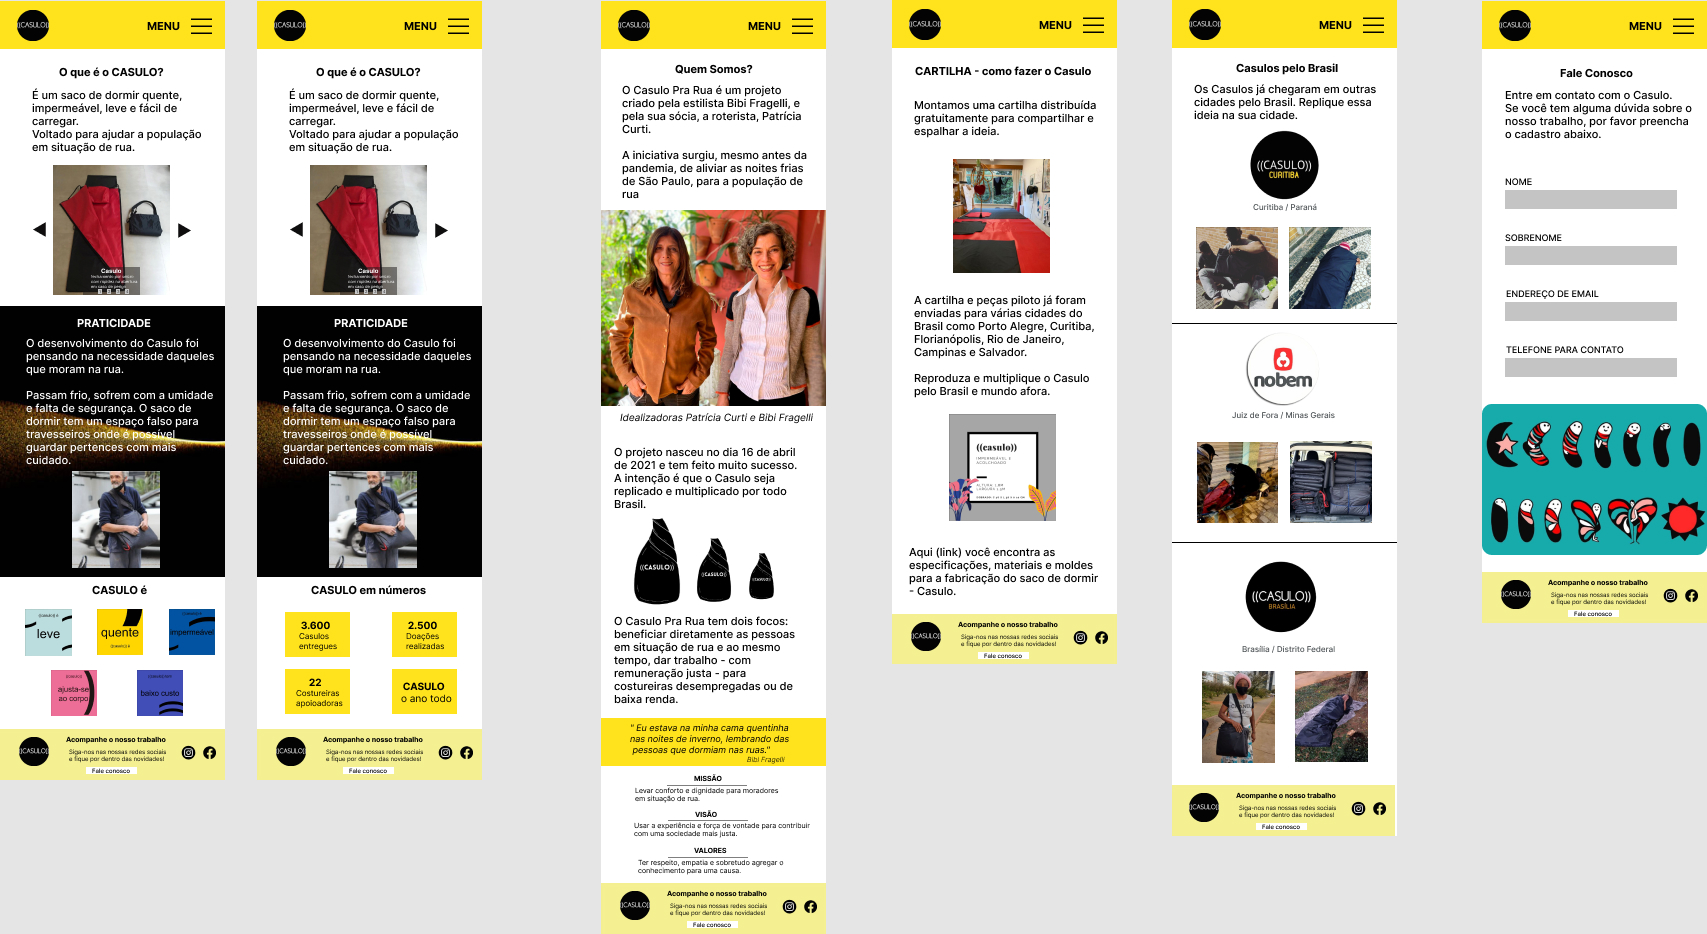 ((CASULO))
MENU
O que é o CASULO?
É um saco de dormir quente,
impermeável, leve e fácil de
carregar.
Voltado para ajudar a população
em situação de rua.
Casulo
PRATICIDADE
O desenvolvimento do Casulo foi
pensando na necessidade daqueles
que moram na rua.
Passam frio, sofrem com a umidade
e falta de segurança. O saco de
dormir tem um espaço falso para
travesseiros onde é possível
guardar pertences com mais
cuidado.
CASULO é
leve
quente
impermeável
ajusta-se
ao corpo
baixo custo
((CASULO))
Acompanhe o nosso trabalho
Siga-nos nas nossas redes sociais
e fique por dentro das novidades!
Fale conosco
((CASULO))
MENU
O que é o CASULO?
É um saco de dormir quente,
impermeável, leve e fácil de
carregar.
Voltado para ajudar a população
em situação de rua.
Casulo
PRATICIDADE
O desenvolvimento do Casulo foi
pensando na necessidade daqueles
que moram na rua.
Passam frio, sofrem com a umidade
e falta de segurança. O saco de
dormir tem um espaço falso para
travesseiros onde é possível
guardar pertences com mais
cuidado.
CASULO em números
3.600
Casulos
entregues
2.500
Doações
realizadas
22
Costureiras
apoioadoras
CASULO
o ano todo
((CASULO))
Acompanhe o nosso trabalho
Siga-nos nas nossas redes sociais
e fique por dentro das novidades!
Fale conosco
((CASULO))
MENU
Quem Somos?
O Casulo Pra Rua é um projeto
criado pela estilista Bibi Fragelli, e
pela sua sócia, a roterista, Patrícia
Curti.
A iniciativa surgiu, mesmo antes da
pandemia, de aliviar as noites frias
de São Paulo, para a população de
rua
Idealizadoras Patrícia Curti e Bibi Fragelli
O projeto nasceu no dia 16 de abril
de 2021 e tem feito muito sucesso.
A intenção é que o Casulo seja
replicado e multiplicado por todo
Brasil.
((CASULO))
((CASULO))
((CASULO))
O Casulo Pra Rua tem dois focos:
beneficiar diretamente as pessoas
em situação de rua e ao mesmo
tempo, dar trabalho - com
remuneração justa - para
costureiras desempregadas ou de
baixa renda.
" Eu estava na minha cama quentinha
nas noites de inverno, lembrando das
pessoas que dormiam nas ruas."
Bibi Fragelli
MISSÃO
Levar conforto e dignidade para moradores
em situação de rua.
VISÃO
Usar a experiência e força de vontade para contribuir
com uma sociedade mais justa.
VALORES
Ter respeito, empatia e sobretudo agregar o
conhecimento para uma causa.
((CASULO))
Acompanhe o nosso trabalho
Siga-nos nas nossas redes sociais
e fique por dentro das novidades!
Fale conosco
((CASULO))
MENU
CARTILHA - como fazer o Casulo
Montamos uma cartilha distribuída
gratuitamente para compartilhar e
espalhar a ideia.
A cartilha e peças piloto já foram
enviadas para várias cidades do
Brasil como Porto Alegre, Curitiba,
Florianópolis, Rio de Janeiro,
Campinas e Salvador.
Reproduza e multiplique o Casulo
pelo Brasil e mundo afora.
((casulo))
IMPERMEÁVEL E
ACOLCHOADO
Aqui (link) você encontra as
especificações, materiais e moldes
para a fabricação do saco de dormir
- Casulo.
((CASULO))
Acompanhe o nosso trabalho
Siga-nos nas nossas redes sociais
e fique por dentro das novidades!
Fale conosco
((CASULO))
MENU
Casulos pelo Brasil
Os Casulos já chegaram em outras
cidades pelo Brasil. Replique essa
ideia na sua cidade.
((CASULO))
CURITIBA
Curitiba / Paraná
nobem
Juiz de Fora / Minas Gerais
((CASULO))
BRASÍLIA
Brasília / Distrito Federal
((CASULO))
Acompanhe o nosso trabalho
Siga-nos nas nossas redes sociais
e fique por dentro das novidades!
Fale conosco
((CASULO))
MENU
Fale Conosco
Entre em contato com o Casulo.
Se você tem alguma dúvida sobre o
nosso trabalho, por favor preencha
o cadastro abaixo.
NOME
SOBRENOME
ENDEREÇO DE EMAIL
TELEFONE PARA CONTATO
((CASULO))
Acompanhe o nosso trabalho
Siga-nos nas nossas redes sociais
e fique por dentro das novidades!
Fale conosco